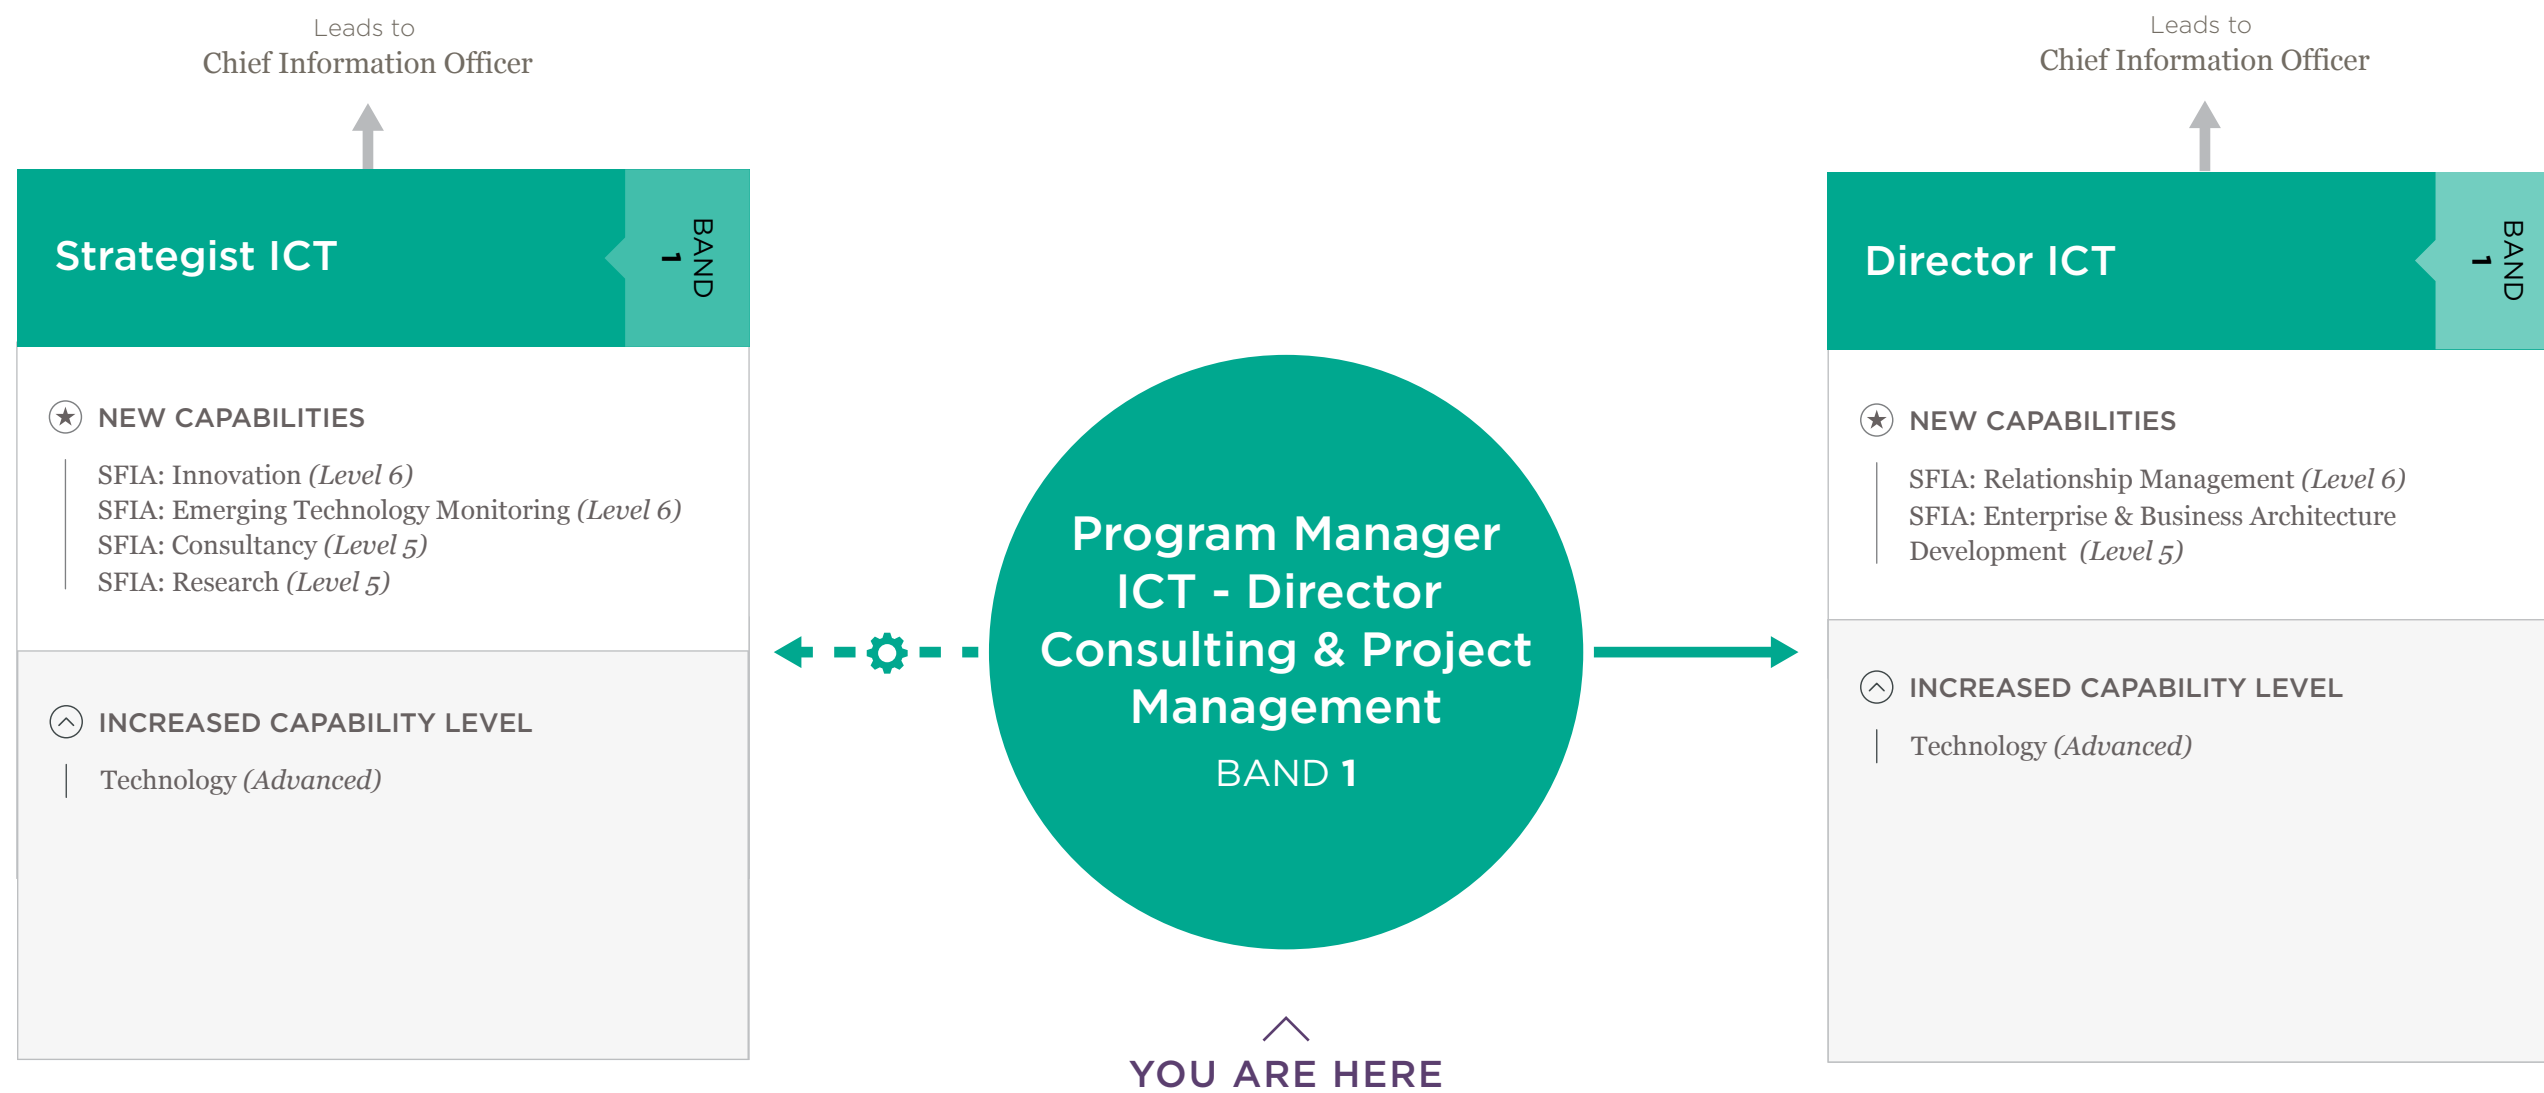 Leads to
Chief Information Officer
Strategist ICT
BAND
1
NEW CAPABILITIES
SFIA: Innovation (Level 6)
SFIA: Emerging Technology Monitoring (Level 6)
SFIA: Consultancy (Level 5)
SFIA: Research (Level 5)
INCREASED CAPABILITY LEVEL
Technology (Advanced)
Program Manager
ICT - Director
Consulting & Project
Management
BAND 1
YOU ARE HERE
Leads to
Chief Information Officer
Director ICT
BAND
1
NEW CAPABILITIES
SFIA: Relationship Management (Level 6)
SFIA: Enterprise & Business Architecture
Development (Level 5)
INCREASED CAPABILITY LEVEL
Technology (Advanced)